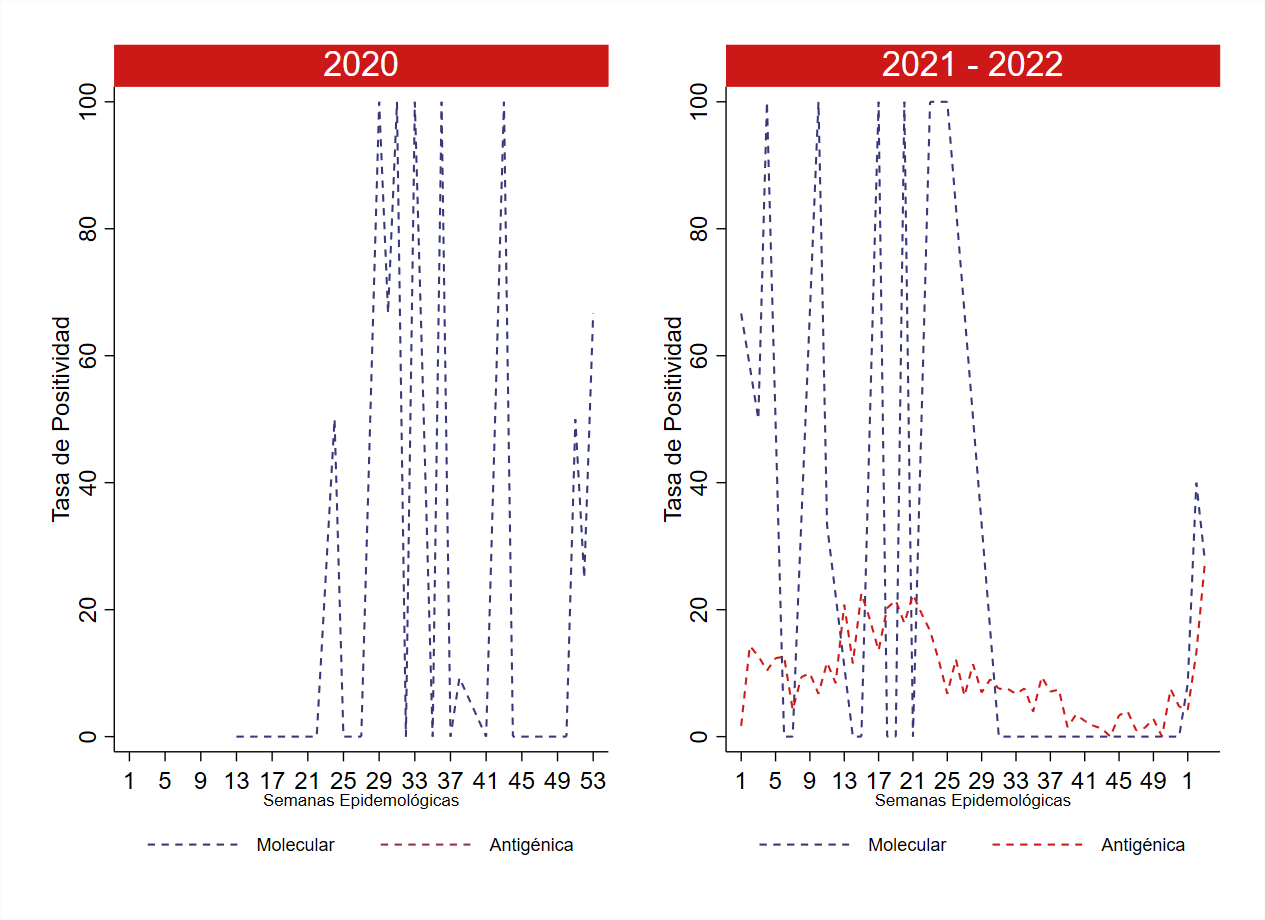 2020
Tasa de Positividad
100
80
60
40
20
0
1 5 9 13 17 21 25 29 33 37 41 45 49 53
Semanas Epidemológicas
Molecular Antigénica
2021 - 2022
Tasa de Positividad
100
80
60
40
20
0
1 5 9 13 17 21 25 29 33 37 41 45 49 1
Semanas Epidemológicas
Molecular Antigénica